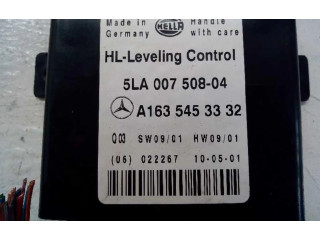 Made in Germany
HELLA
Handle with care
HL-Leveling Control
5LA 007 508-04
A163 545 33 32
Q03 SW09/01 HW09/01
(06) 022267 10-05-01